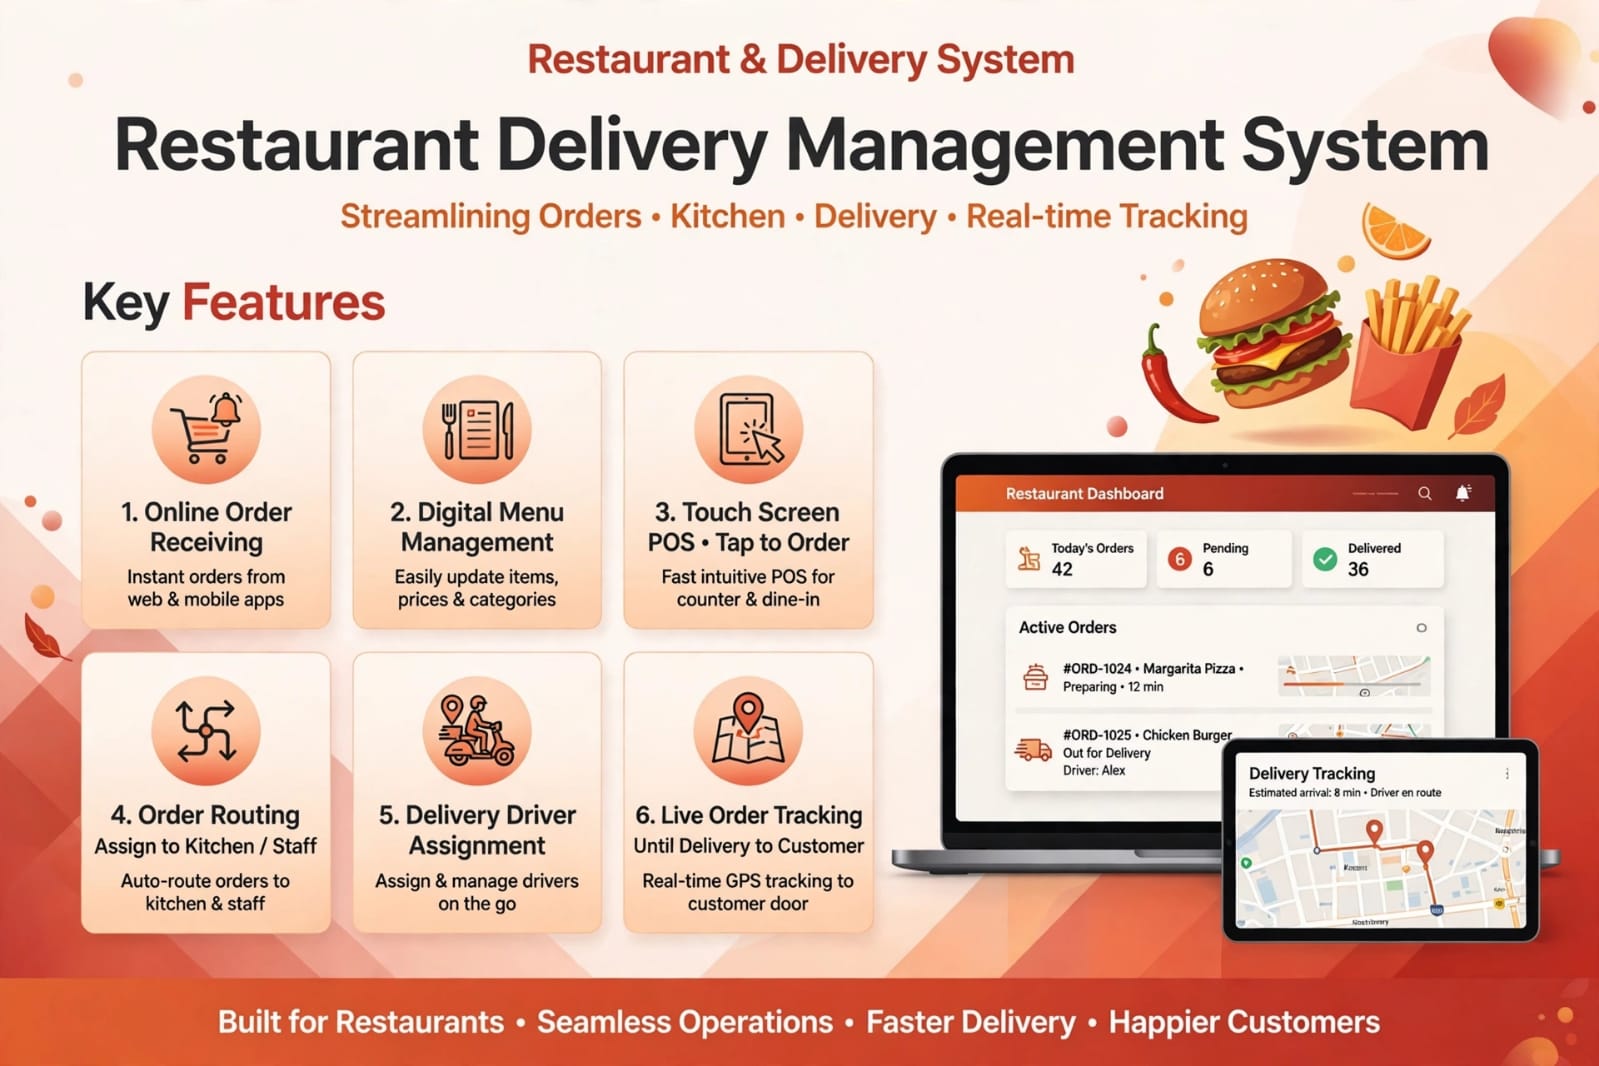 Restaurant & Delivery System
Restaurant Delivery Management System
Streamlining Orders • Kitchen • Delivery • Real-time Tracking
Key Features
1. Online Order
Receiving
Instant orders from
web & mobile apps
2. Digital Menu
Management
Easily update items,
prices & categories
3. Touch Screen
POS • Tap to Order
Fast intuitive POS for
counter & dine-in
4. Order Routing
Assign to Kitchen / Staff
Auto-route orders to
kitchen & staff
5. Delivery Driver
Assignment
Assign & manage drivers
on the go
6. Live Order Tracking
Until Delivery to Customer
Real-time GPS tracking to
customer door
Restaurant Dashboard
Today's Orders
42
6
Pending
6
Delivered
36
Active Orders
#ORD-1024 • Margarita Pizza •
Preparing • 12 min
#ORD-1025 • Chicken Burger
Out for Delivery
Driver: Alex
Delivery Tracking
Estimated arrival: 8 min • Driver en route
Built for Restaurants • Seamless Operations • Faster Delivery • Happier Customers